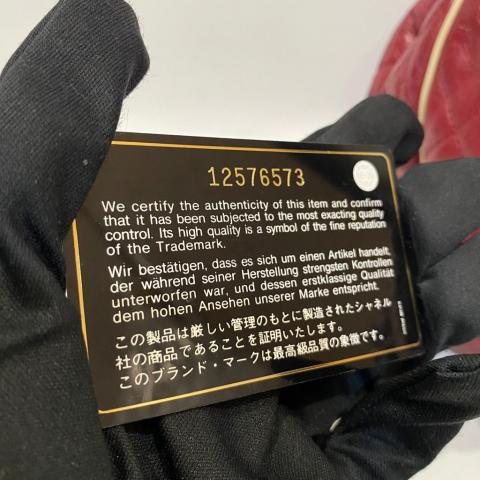 12576573
We certify the authenticity of this item and confirm
that it has been subjected to the most exacting quality
control. Its high quality is a symbol of the fine reputation
of the Trademark.
Wir bestätigen, dass es sich um einen Artikel handelt,
der während seiner Herstellung strengsten Kontrollen
unterworfen war, und dessen erstklassige Qualität
dem hohen Ansehen unserer Marke entspricht.
この製品は厳しい管理のもとに製造されたシャネル
社の商品であることを証明いたします。
このブランド・マークは最高級品質の象徴です。